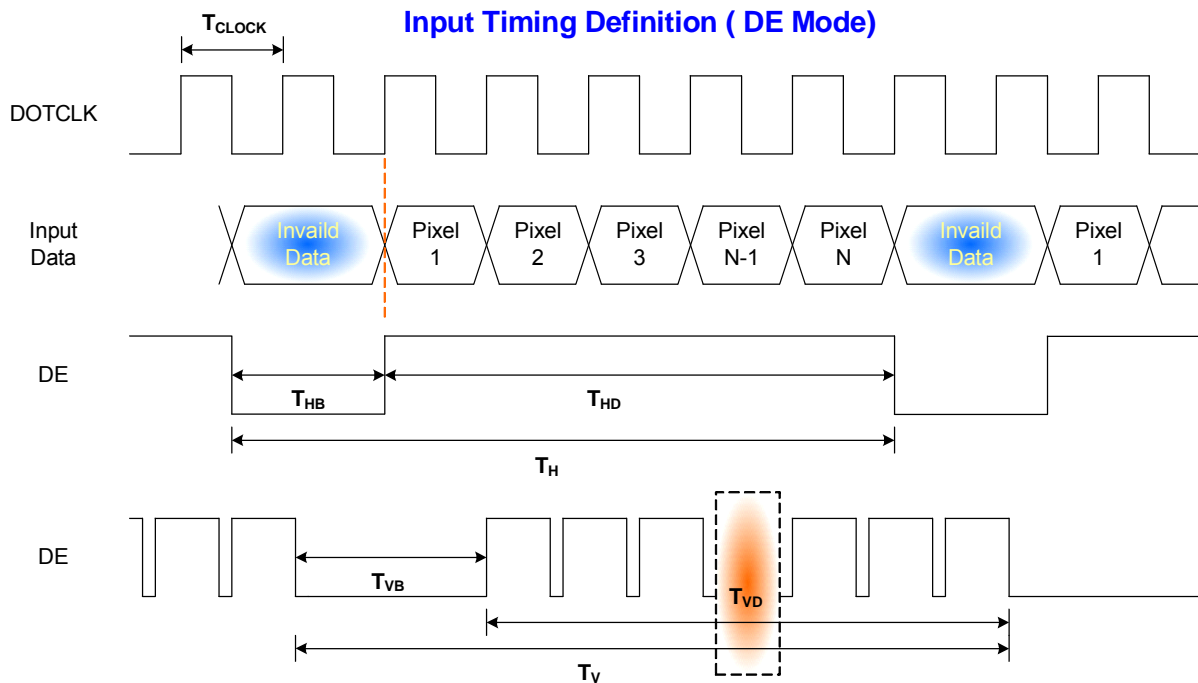 Input Timing Definition ( DE Mode)
TCLOCK
DOTCLK
Input
Data
Invaild
Data
Pixel
1
Pixel
2
Pixel
3
Pixel
N-1
Pixel
N
Invaild
Data
Pixel
1
DE
THB
THD
TH
DE
TVB
TVD
TV